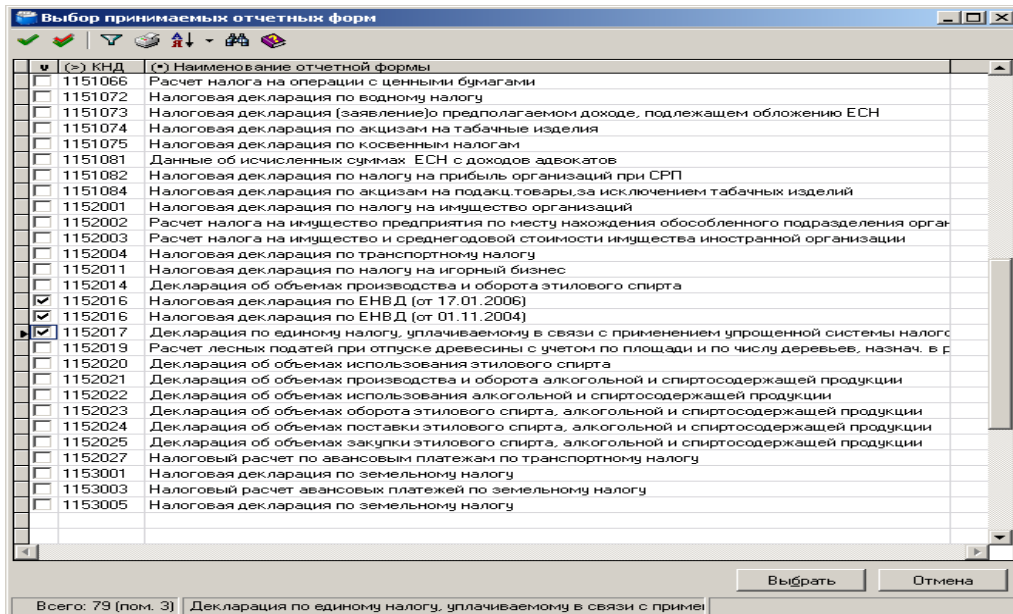 Выбор принимаемых отчетных форм
(>) КНД (•) Наименование отчетной формы
1151066 Расчет налога на операции с ценными бумагами
1151072 Налоговая декларация по водному налогу
1151073 Налоговая декларация (заявление)о предполагаемом доходе, подлежащем обложению ЕСН
1151074 Налоговая декларация по акцизам на табачные изделия
1151075 Налоговая декларация по косвенным налогам
1151081 Данные об исчисленных суммах ЕСН с доходов адвокатов
1151082 Налоговая декларация по налогу на прибыль организаций при СРП
1151084 Налоговая декларация по акцизам на подакц.товары,за исключением табачных изделий
1152001 Налоговая декларация по налогу на имущество организаций
1152002 Расчет налога на имущество предприятия по месту нахождения обособленного подразделения орган
1152003 Расчет налога на имущество и среднегодовой стоимости имущества иностранной организации
1152004 Налоговая декларация по транспортному налогу
1152011 Налоговая декларация по налогу на игорный бизнес
1152014 Декларация об объемах производства и оборота этилового спирта
1152016 Налоговая декларация по ЕНВД (от 17.01.2006)
1152016 Налоговая декларация по ЕНВД (от 01.11.2004)
1152017 Декларация по единому налогу, уплачиваемому в связи с применением упрощенной системы налого
1152019 Расчет лесных податей при отпуске древесины с учетом по площади и по числу деревьев, назнач. в р
1152020 Декларация об объемах использования этилового спирта
1152021 Декларация об объемах производства и оборота алкогольной и спиртосодержащей продукции
1152022 Декларация об объемах использования алкогольной и спиртосодержащей продукции
1152023 Декларация об объемах оборота этилового спирта, алкогольной и спиртосодержащей продукции
1152024 Декларация об объемах поставки этилового спирта, алкогольной и спиртосодержащей продукции
1152025 Декларация об объемах закупки этилового спирта, алкогольной и спиртосодержащей продукции
1152027 Налоговый расчет по авансовым платежам по транспортному налогу
1153001 Налоговая декларация по земельному налогу
1153003 Налоговый расчет авансовых платежей по земельному налогу
1153005 Налоговая декларация по земельному налогу
Выбрать Отмена
Всего: 79 (пом. 3) Декларация по единому налогу, уплачиваемому в связи с приме